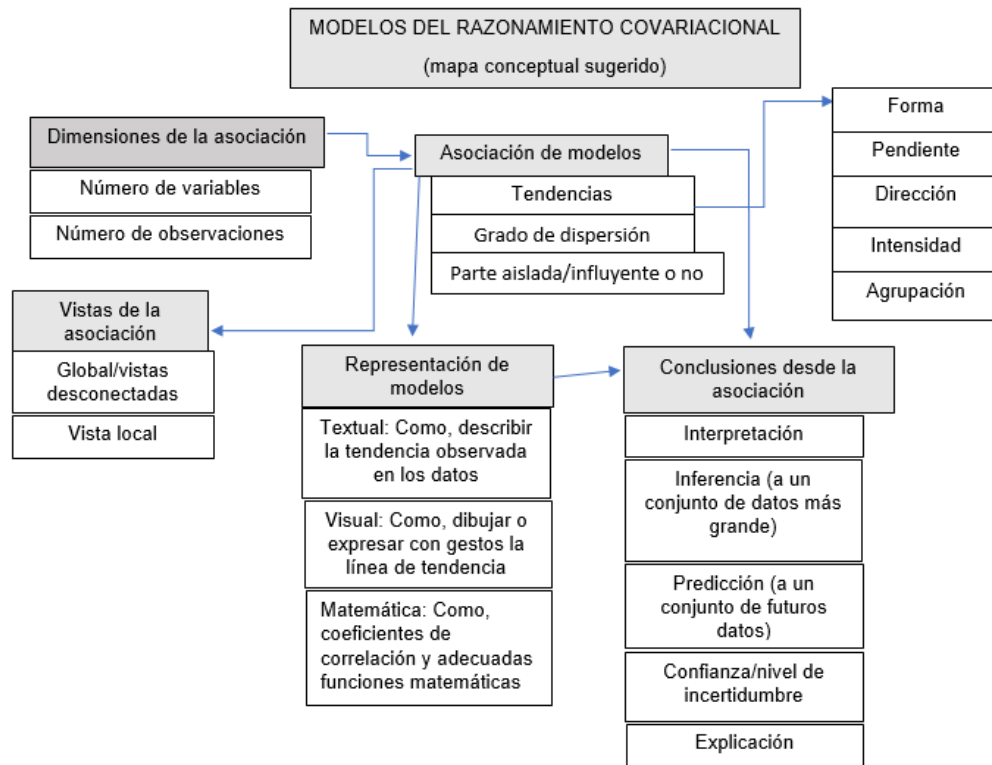 MODELOS DEL RAZONAMIENTO COVARIACIONAL
(mapa conceptual sugerido)
Dimensiones de la asociación
Número de variables
Número de observaciones
Asociación de modelos
Tendencias
Grado de dispersión
Parte aislada/influyente o no
Forma
Pendiente
Dirección
Intensidad
Agrupación
Vistas de la
asociación
Global/vistas
desconectadas
Vista local
Representación de
modelos
Textual: Como, describir
la tendencia observada
en los datos
Visual: Como, dibujar o
expresar con gestos la
línea de tendencia
Matemática: Como,
coeficientes de
correlación y adecuadas
funciones matemáticas
Conclusiones desde la
asociación
Interpretación
Inferencia (a un
conjunto de datos más
grande)
Predicción (a un
conjunto de futuros
datos)
Confianza/nivel de
incertidumbre
Explicación